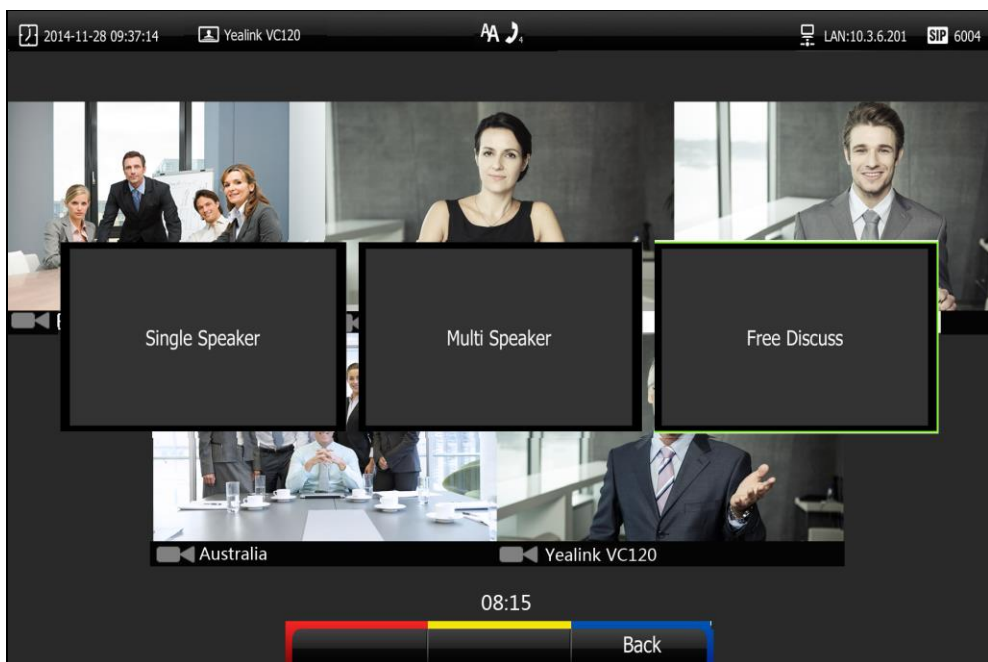 2014-11-28 09:37:14
Yealink VC120
AA 4
LAN:10.3.6.201
SIP 6004
Single Speaker
Multi Speaker
Free Discuss
Australia
Yealink VC120
08:15
Back